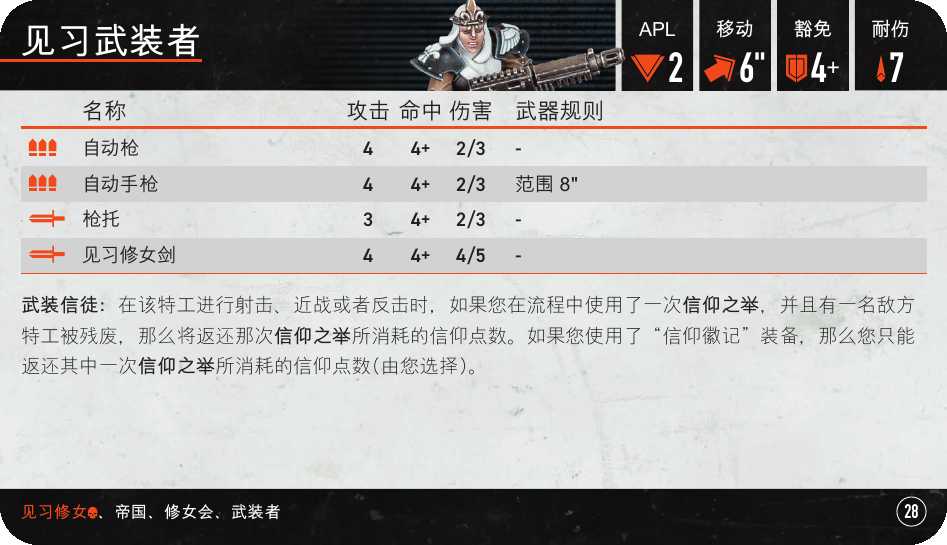 见习武装者
APL 移动 豁免 耐伤
2 6" 4+ 7
名称 攻击 命中 伤害 武器规则
自动枪 4 4+ 2/3 -
自动手枪 4 4+ 2/3 范围 8"
枪托 3 4+ 2/3 -
见习修女剑 4 4+ 4/5 -
武装信徒：在该特工进行射击、近战或者反击时，如果您在流程中使用了一次信仰之举，并且有一名敌方
特工被残废，那么将返还那次信仰之举所消耗的信仰点数。如果您使用了“信仰徽记”装备，那么您只能
返还其中一次信仰之举所消耗的信仰点数(由您选择)。
见习修女、帝国、修女会、武装者
28